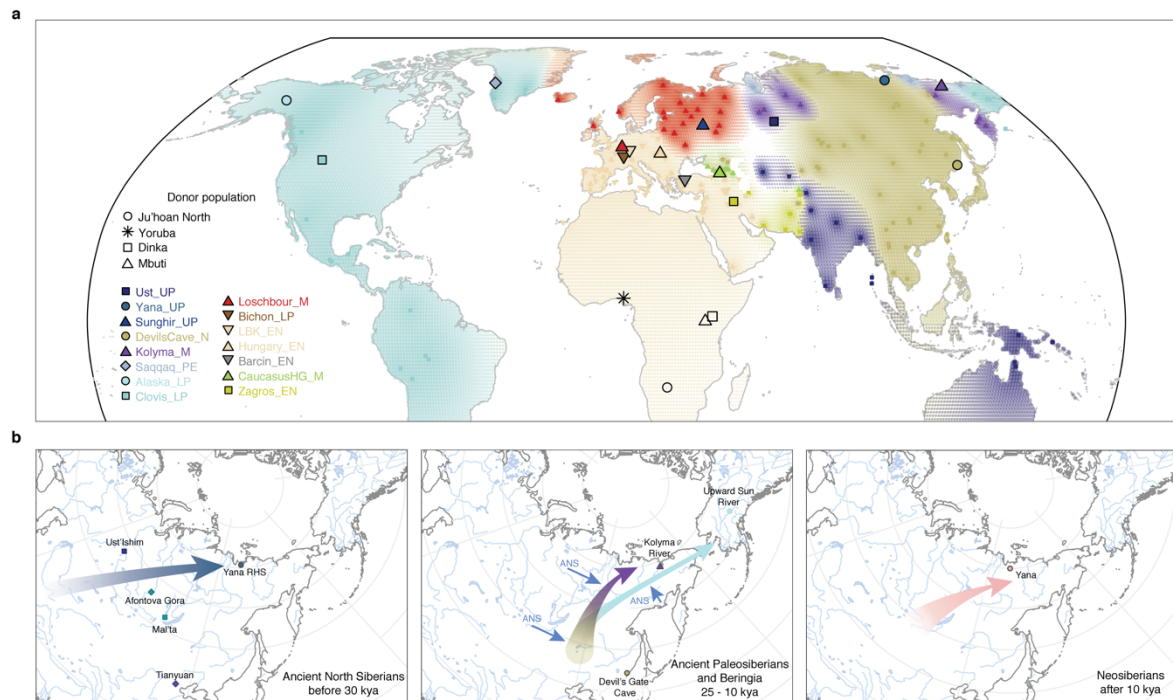 a
Donor population
Ju'hoan North
Yoruba
Dinka
Mbuti
Ust_UP
Yana_UP
Sunghir_UP
DevilsCave_N
Kolyma_M
Saqqaq_PE
Alaska_LP
Clovis_LP
Loschbour_M
Bichon_LP
LBK_EN
Hungary_EN
Barcin_EN
CaucasusHG_M
Zagros_EN
b
Ust'Ishim
Yana RHS
Afontova Gora
Mal'ta
Tianyuan
Ancient North Siberians
before 30 kya
Upward Sun
River
Kolyma
River
ANS
ANS
ANS
Devil's Gate
Cave
Ancient Paleosiberians
and Beringia
25 - 10 kya
Yana
Neosiberians
after 10 kya